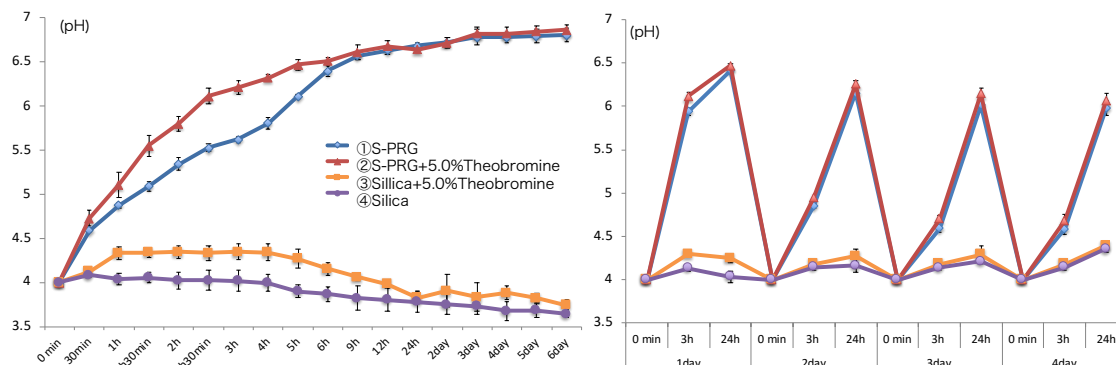 (pH)
7
6.5
6
5.5
5
4.5
4
3.5
①S-PRG
②S-PRG+5.0%Theobromine
③Sillica+5.0%Theobromine
④Silica
0 min
30min
1h
2h
3h
4h
5h
6h
9h
12h
24h
2day
3day
4day
5day
6day
(pH)
7
6.5
6
5.5
5
4.5
4
3.5
0 min 3h 24h 0 min 3h 24h 0 min 3h 24h 0 min 3h 24h
1day 2day 3day 4day